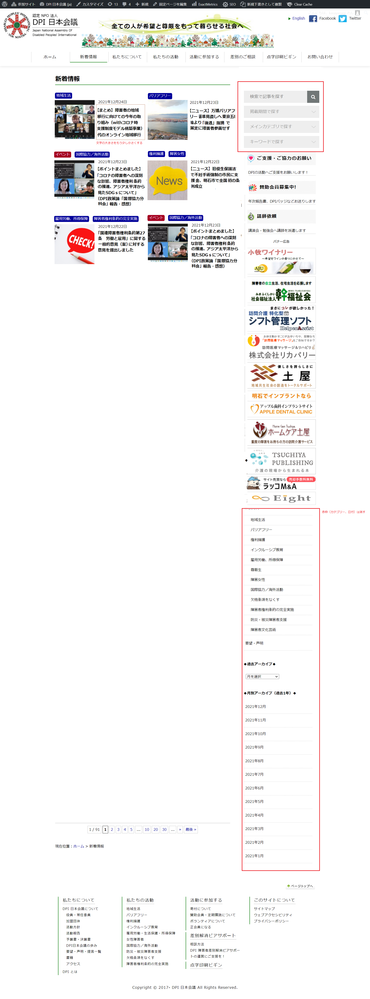 参加サイト
DPI 日本会議 (ja)
カスタマイズ
13
4
新規
固定ページを編集
ExactMetrics
SEO
新規下書きとして複製
Clear Cache
DISABLED PEOPLES' INTERNATIONAL
VOX NOSTRA
認定 NPO 法人
DPI 日本会議
Japan National Assembly Of
Disabled Peoples' International
全ての人が希望と尊厳をもって暮らせる社会へ
English
Facebook
Twitter
ホーム
新着情報
私たちについて
私たちの活動
活動に参加する
差別のご相談
点字印刷ビギン
お問い合わせ
新着情報
地域生活
2021年12月24日
【まとめ】障害者の地域
移行に向けての今年の取
り組み（withコロナ時
支援制度モデル構築事業）
代のオンライン地域移行
文字の大きさをもう少し小さくする
バリアフリー
2021年12月23日
【ニュース】万博バリアフ
リー 基準見直しへ 東京五
論より「後退」指摘 で
策定に障害者参画せず
イベント
国際協力／海外活動
2021年12月23日
【ポイントまとめました】
「コロナの障害者への深刻
な影響、障害者権利 条約
の推進、アジア太平洋から
見たSDGｓについて」
（DPI政策論「国際協力分
科会」報告・感想）
権利擁護
障害女性
2021年12月22日
News
【ニュース】旧優生保護法
で不妊手術強制の市民に支
援金、明石市で全国初の条
例成立
雇用労働、所得保障
障害者権利条約の完全実施
2021年12月22日
CHECK!
「国連障害者権利条約第27
条　労働と雇用」に関する
一般的意見（案）に対する
意見を提出しました
イベント
国際協力／海外活動
2021年12月23日
【ポイントまとめました】
「コロナの障害者への深刻
な影響、障害者権利 条約
の推進、アジア太平洋から
見たSDGｓについて」
（DPI政策論「国際協力分
科会」報告・感想）
検索で記事を探す
掲載期間で探す
メインカテゴリで探す
キーワードで探す
ご支援・ご協力のお願い
DPIの活動へご支援をお願いします！
DPI
賛助会員募集中!
年次報告書、DPIバッジなどお送りします
講師依頼
講演会・勉強会へ講師を派遣します
バナー広告
小牧ワイナリー
～希望をワインの香りにのせて～
AJU
障害者の自立生活、在宅生活を応援します
MIKI FUKUSHIKAI
みきふくしかい
社会福祉法人 幹福祉会
まさにコレが欲しかった！
訪問介護 特化型
シフト管理ソフト
HelperAssist
お体を動かすことがお辛い方や、困難な方
「訪問医療マッサージ」をご存知ですか？
訪問医療マッサージ＆リハビリ
株式会社リカバリー
優しさを誇らしさに
土屋
地域共生社会の創造をトータルサポート
明石でインプラントなら
アップル歯科インプラントサイト
APPLE DENTAL CLINIC
Home Care Tsuchiya
ホームケア土屋
重度の障害をお持ちの方の訪問介護サービス
いのちに、
ふれる
TSUCHIYA
PUBLISHING
介護の現場から生まれる本
サイト売買なら
売却手数料無料
ラッコM&A
Eight
赤枠（カテゴリー、日付）は消す
地域生活
バリアフリー
権利擁護
インクルーシブ教育
雇用労働、所得保障
尊厳生
障害女性
国際協力／海外活動
欠格条項をなくす
障害者権利条約の完全実施
防災・被災障害者支援
障害者文化芸術
要望・声明
◆過去アーカイブ◆
月を選択
◆月別アーカイブ（過去1年）◆
2021年12月
2021年11月
2021年10月
2021年9月
2021年8月
2021年7月
2021年6月
2021年5月
2021年4月
2021年3月
2021年2月
2021年1月
1 / 91 1 2 3 4 5 ... 10 20 30 ... » 最後 »
現在位置：ホーム > 新着情報
ページトップへ
私たちについて
DPI 日本会議について
役員・常任委員
加盟団体
活動方針
活動報告
予算書・決算書
DPI日本会議の歩み
要望・声明・提言一覧
書籍
アクセス
DPI とは
私たちの活動
地域生活
バリアフリー
権利擁護
インクルーシブ教育
雇用労働・生活保護・所得保障
女性障害者
国際協力／海外活動
防災・被災障害者支援
欠格条項をなくす
障害者権利条約の完全実施
活動に参加する
寄付について
賛助会員・定期購読について
ボランティアについて
正会員になる
差別解消ピアサポート
相談方法
DPI 障害者差別解消ピアサポー
トの運営にご支援を！
点字印刷ビギン
このサイトについて
サイトマップ
ウェブアクセシビリティ
プライバシーポリシー
Copyright © 2017- DPI 日本会議 All Rights Reserved.